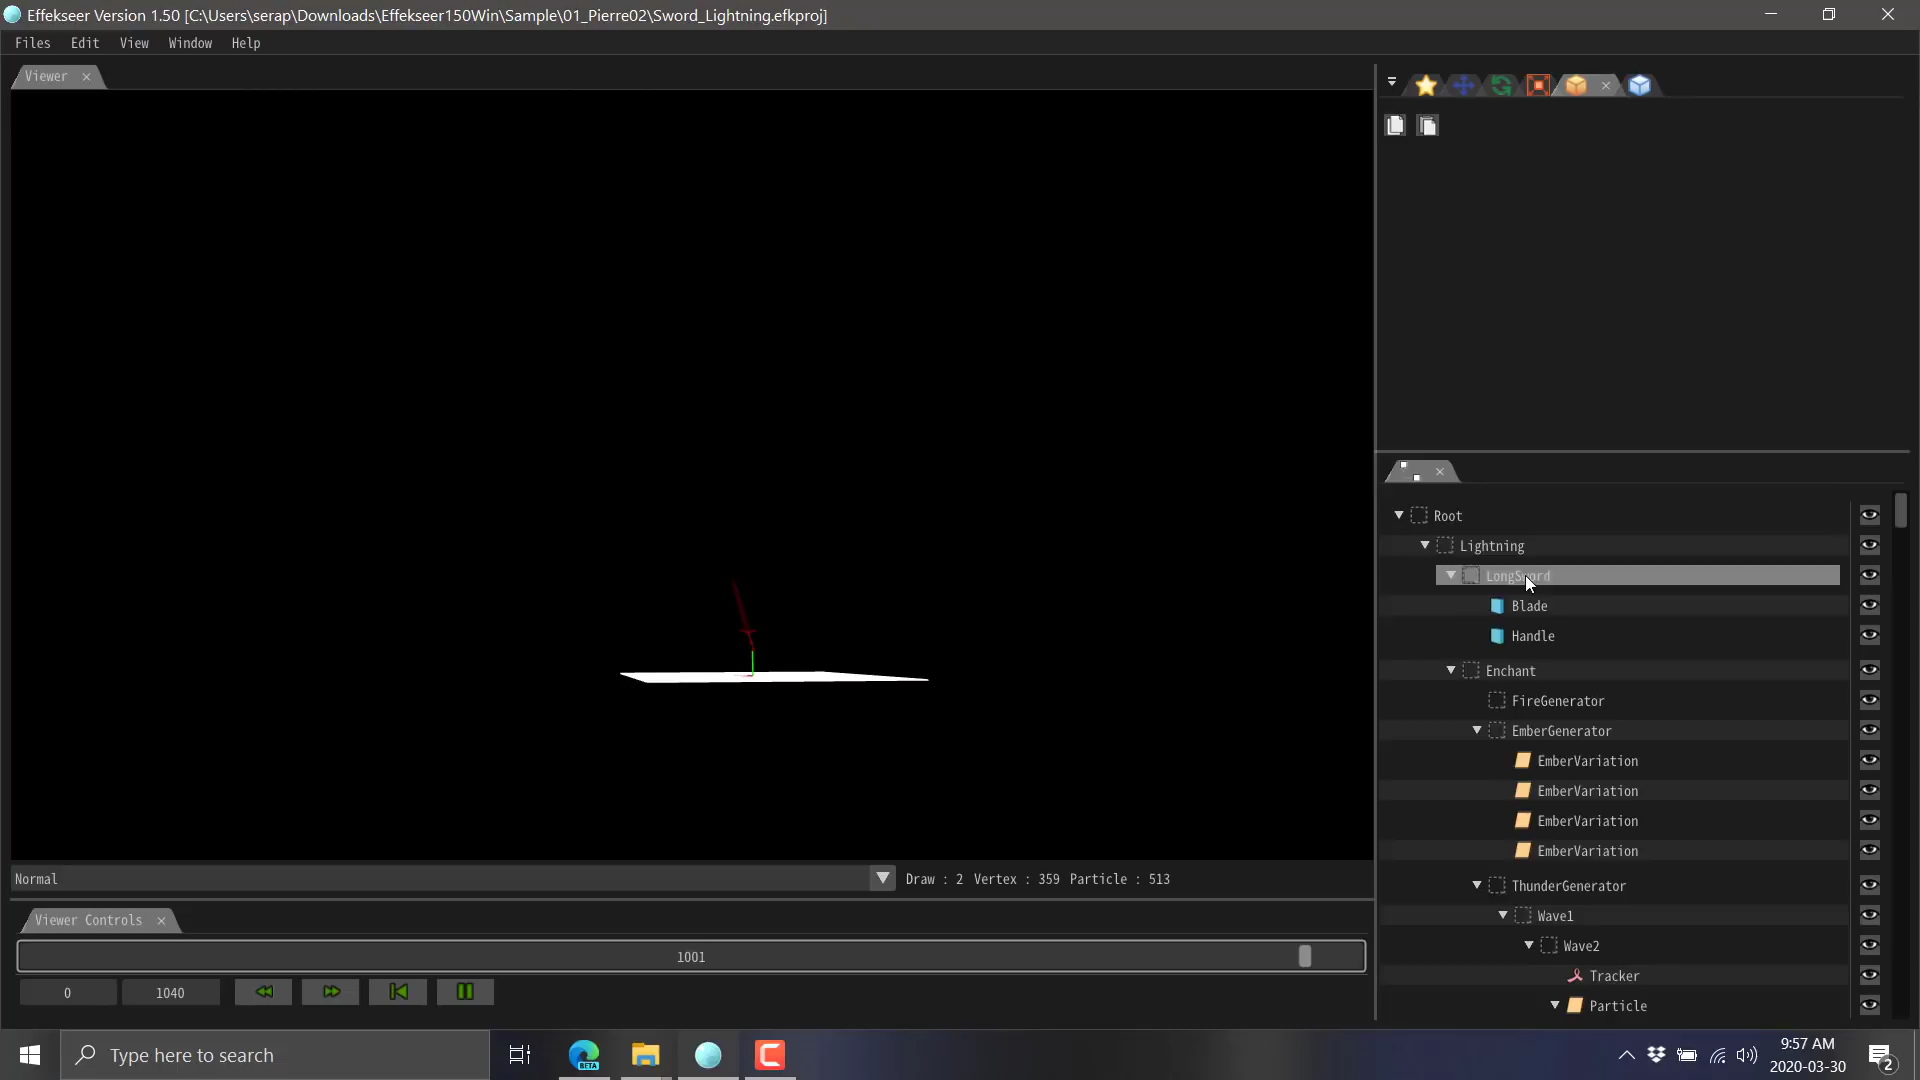 Effekseer Version 1.50 [C:\Users\serap\Downloads\Effekseer150Win\Sample\01_Pierre02\Sword_Lightning.efkproj]
Files Edit View Window Help
Viewer
Root
Lightning
LongSword
Blade
Handle
Enchant
FireGenerator
EmberGenerator
EmberVariation
EmberVariation
EmberVariation
EmberVariation
ThunderGenerator
Wave1
Wave2
Tracker
Particle
Normal
Draw : 2 Vertex : 359 Particle : 513
Viewer Controls
1001
0 1040
Type here to search
BETA
9:57 AM
2020-03-30
2